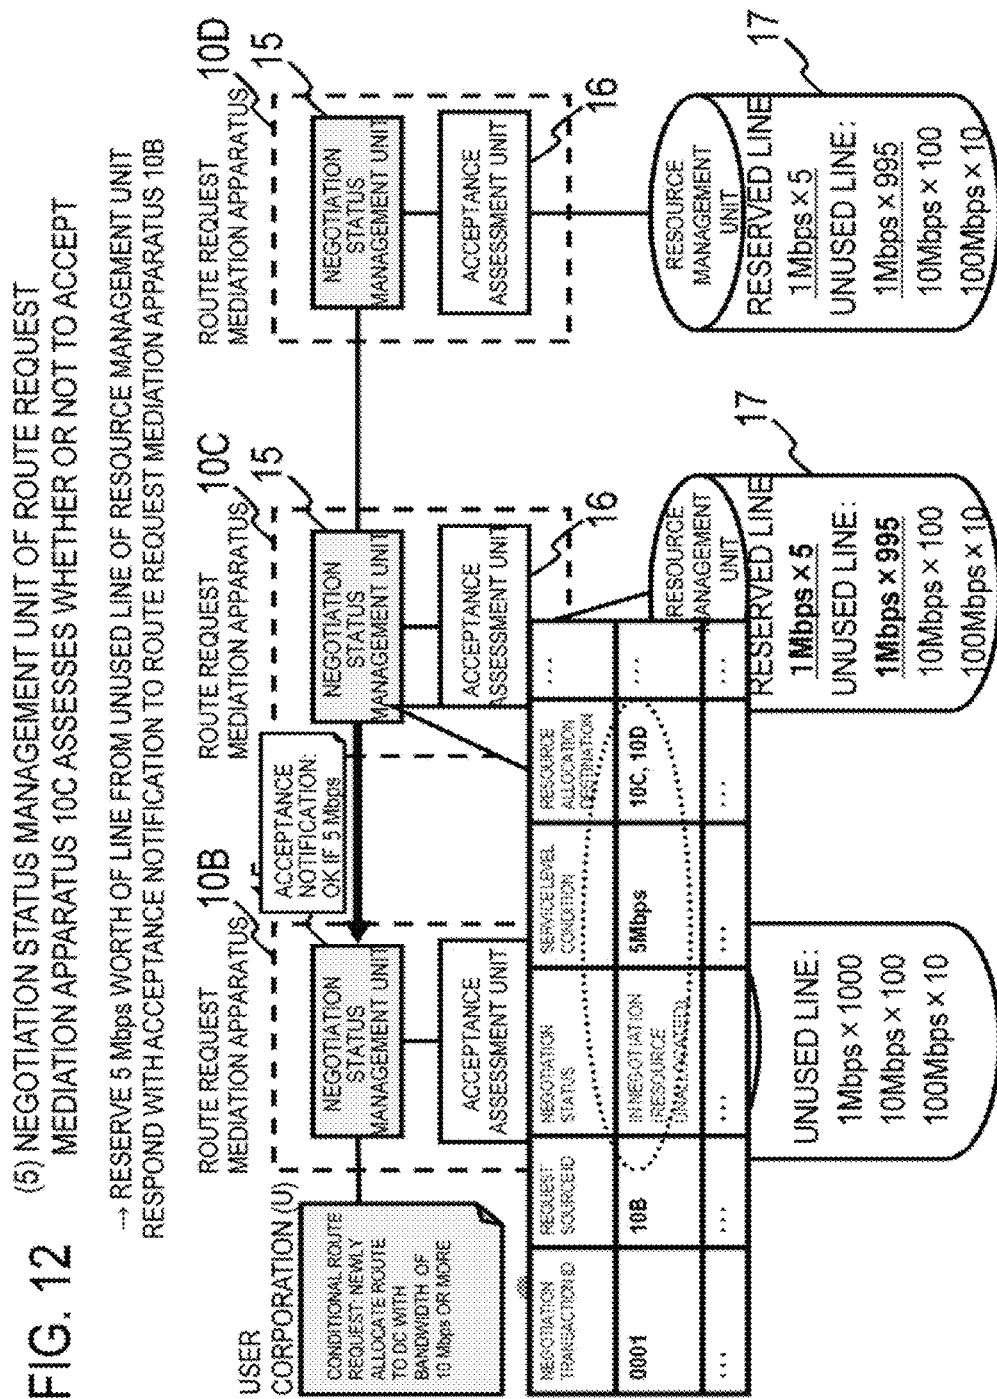 FIG. 12
(5) NEGOTIATION STATUS MANAGEMENT UNIT OF ROUTE REQUEST
MEDIATION APPARATUS 10C ASSESSES WHETHER OR NOT TO ACCEPT
→ RESERVE 5 Mbps WORTH OF LINE FROM UNUSED LINE OF RESOURCE MANAGEMENT UNIT
RESPOND WITH ACCEPTANCE NOTIFICATION TO ROUTE REQUEST MEDIATION APPARATUS 10B
USER
CORPORATION (U)
CONDITIONAL ROUTE
REQUEST: NEWLY
ALLOCATE ROUTE
TO DC WITH
BANDWIDTH OF
10 Mbps OR MORE
ROUTE REQUEST
MEDIATION APPARATUS
10B
NEGOTIATION
STATUS
MANAGEMENT UNIT
ACCEPTANCE
ASSESSMENT UNIT
ACCEPTANCE
NOTIFICATION:
OK IF 5 Mbps
ROUTE REQUEST
MEDIATION APPARATUS
10C
15
NEGOTIATION
STATUS
MANAGEMENT UNIT
ACCEPTANCE
ASSESSMENT UNIT
16
ROUTE REQUEST
MEDIATION APPARATUS
10D
15
NEGOTIATION
STATUS
MANAGEMENT UNIT
ACCEPTANCE
ASSESSMENT UNIT
16
NEGOTIATION
TRANSACTION ID
REQUEST
SOURCE ID
NEGOTIATION
STATUS
SERVICE LEVEL
CONDITION
RESOURCE
ALLOCATION
DESTINATION
...
0001
10B
IN NEGOTIATION
(RESOURCE
UNALLOCATED)
5Mbps
10C, 10D
...
...
...
...
...
...
...
UNUSED LINE:
1Mbps × 1000
10Mbps × 100
100Mbps × 10
RESOURCE
MANAGEMENT
UNIT
17
RESERVED LINE
1Mbps × 5
UNUSED LINE:
1Mbps × 995
10Mbps × 100
100Mbps × 10
RESOURCE
MANAGEMENT
UNIT
17
RESERVED LINE
1Mbps × 5
UNUSED LINE:
1Mbps × 995
10Mbps × 100
100Mbps × 10